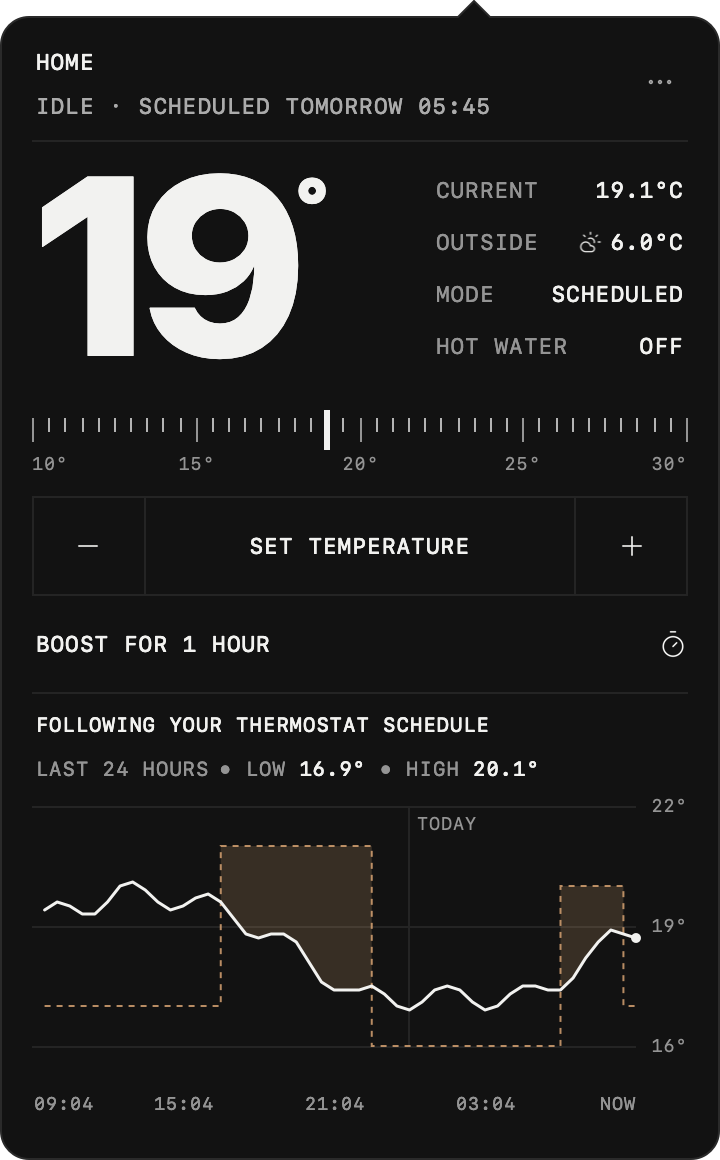 HOME
IDLE · SCHEDULED TOMORROW 05:45
19°
CURRENT 19.1°C
OUTSIDE 6.0°C
MODE SCHEDULED
HOT WATER OFF
10° 15° 20° 25° 30°
− SET TEMPERATURE +
BOOST FOR 1 HOUR
FOLLOWING YOUR THERMOSTAT SCHEDULE
LAST 24 HOURS • LOW 16.9° • HIGH 20.1°
22°
TODAY
19°
16°
09:04 15:04 21:04 03:04 NOW